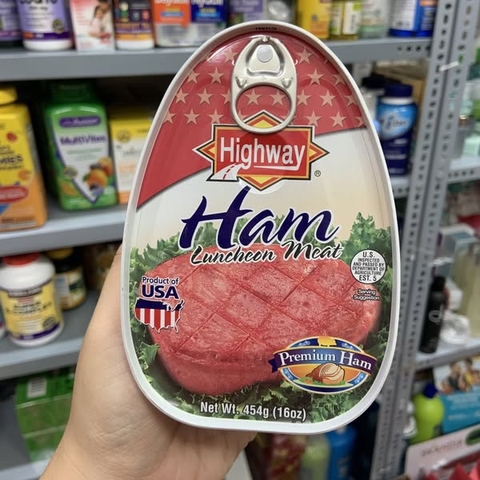 Highway
®
Ham
Luncheon Meat
U.S.
INSPECTED
AND PASSED BY
DEPARTMENT OF
AGRICULTURE
EST. 5
Serving
Suggestion
Product of
USA
Premium Ham
Net Wt. 454g (16oz)
MultiVites